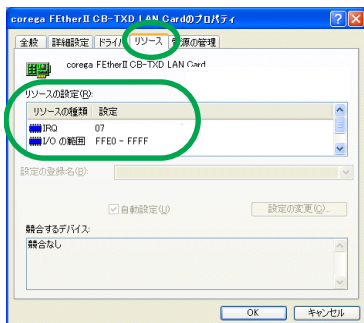 corega FEtherII CB-TXD LAN Cardのプロパティ
全般 詳細設定 ドライバ リソース 電源の管理
corega FEtherII CB-TXD LAN Card
リソースの設定(R):
リソースの種類 設定
IRQ 07
I/O の範囲 FFE0 - FFFF
設定の登録名(B):
自動設定(U)
設定の変更(C)...
競合するデバイス:
競合なし
OK キャンセル